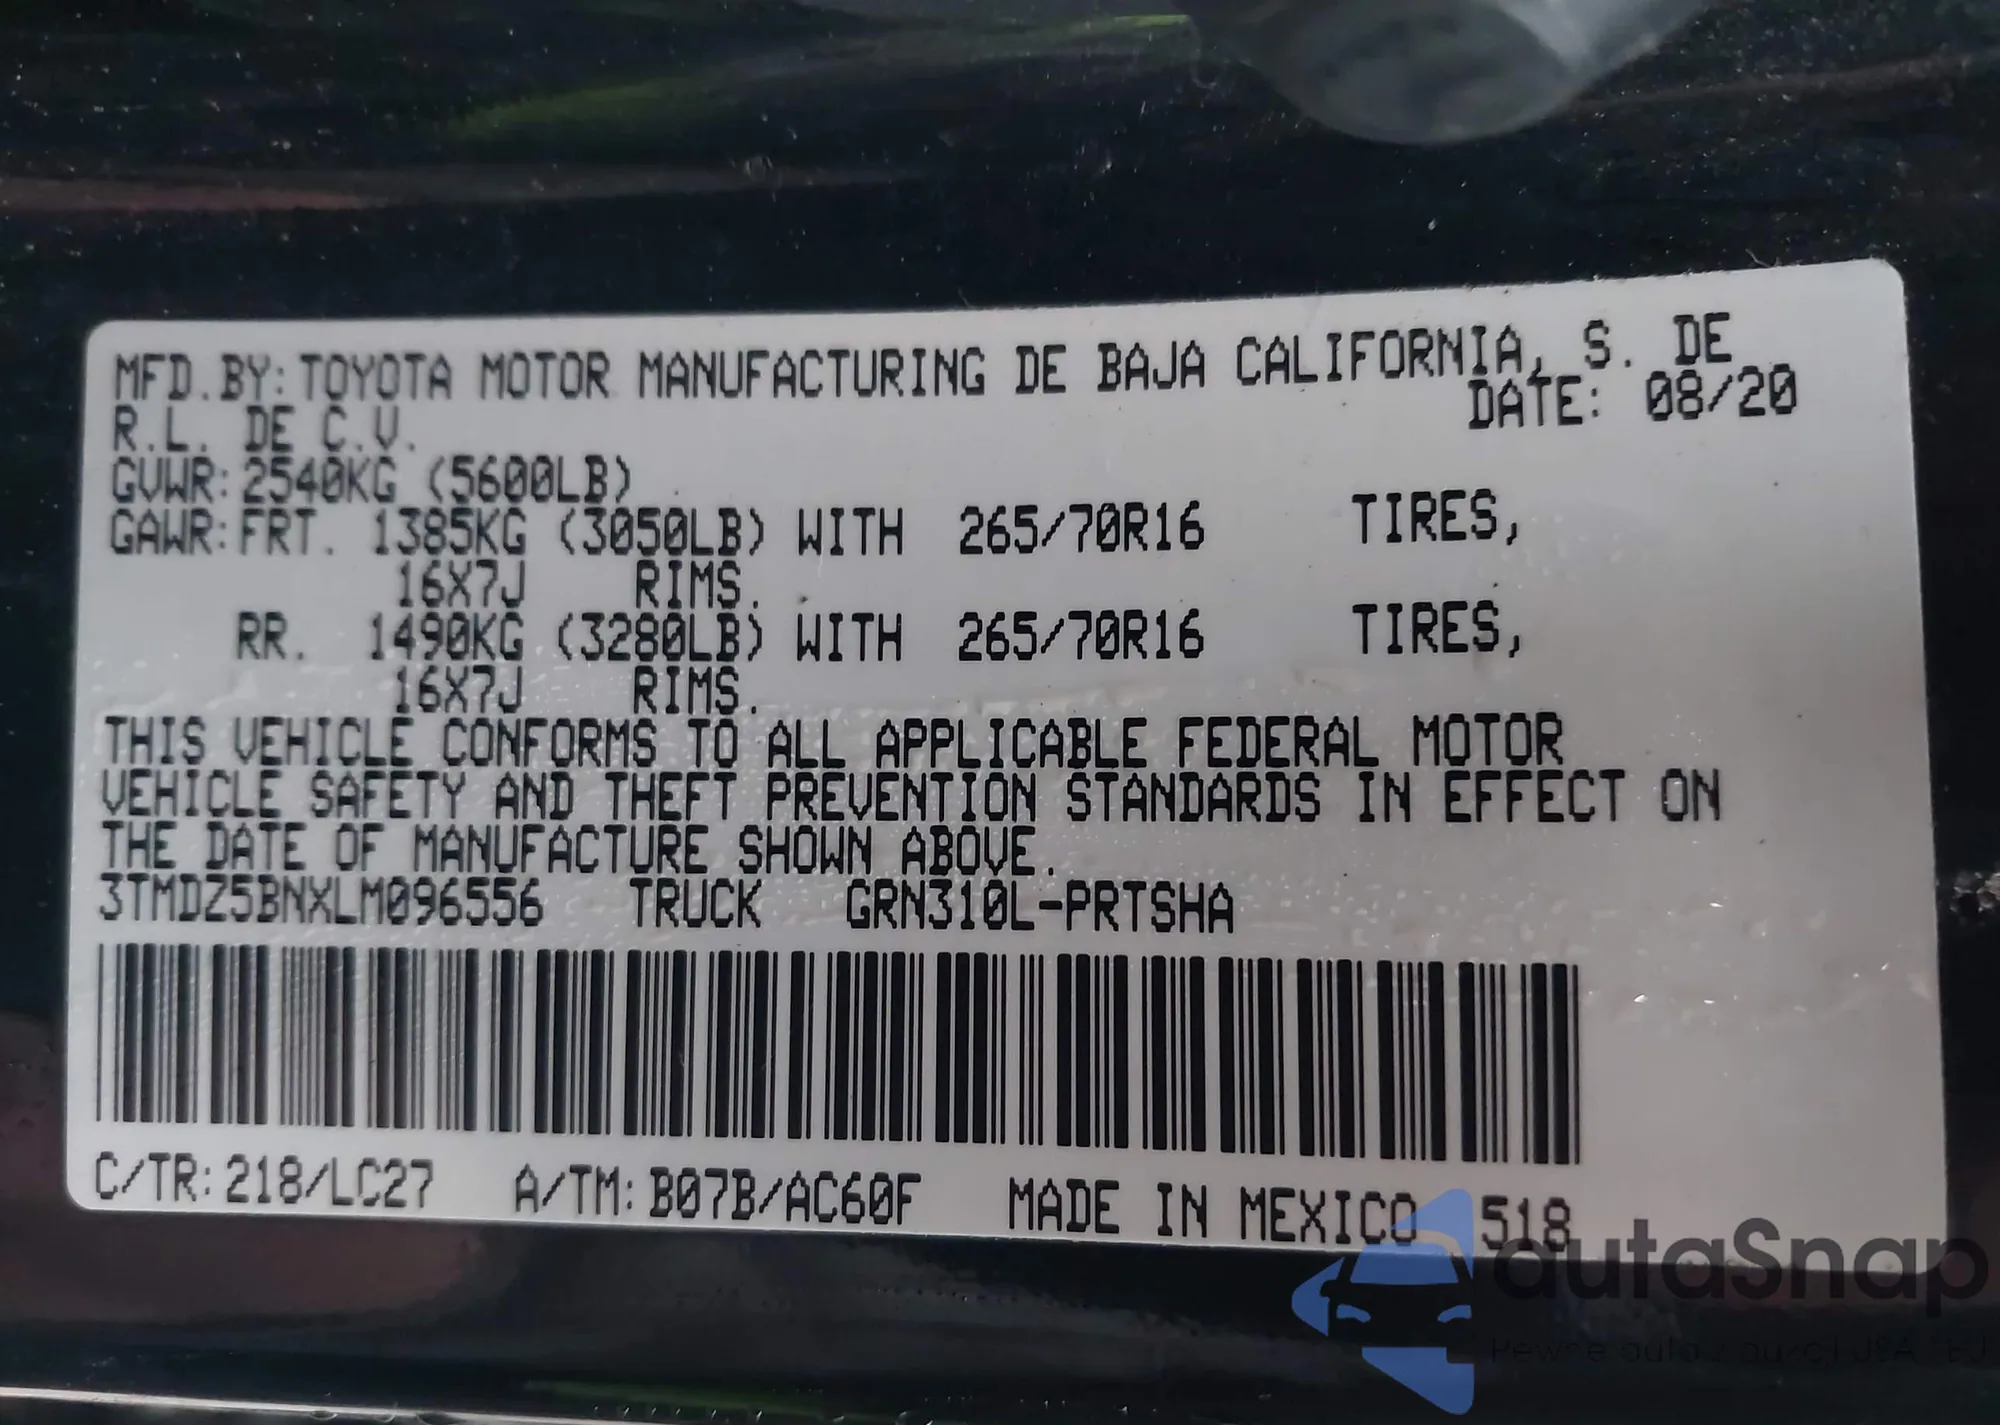 MFD.BY:TOYOTA MOTOR MANUFACTURING DE BAJA CALIFORNIA, S. DE
R.L. DE C.V. DATE: 08/20
GVWR:2540KG (5600LB)
GAWR:FRT. 1385KG (3050LB) WITH 265/70R16 TIRES,
16X7J RIMS.
RR. 1490KG (3280LB) WITH 265/70R16 TIRES,
16X7J RIMS.
THIS VEHICLE CONFORMS TO ALL APPLICABLE FEDERAL MOTOR
VEHICLE SAFETY AND THEFT PREVENTION STANDARDS IN EFFECT ON
THE DATE OF MANUFACTURE SHOWN ABOVE.
3TMDZ5BNXLM096556 TRUCK GRN310L-PRTSHA
C/TR:218/LC27 A/TM:B07B/AC60F MADE IN MEXICO 518
autaSnap
auta z USA